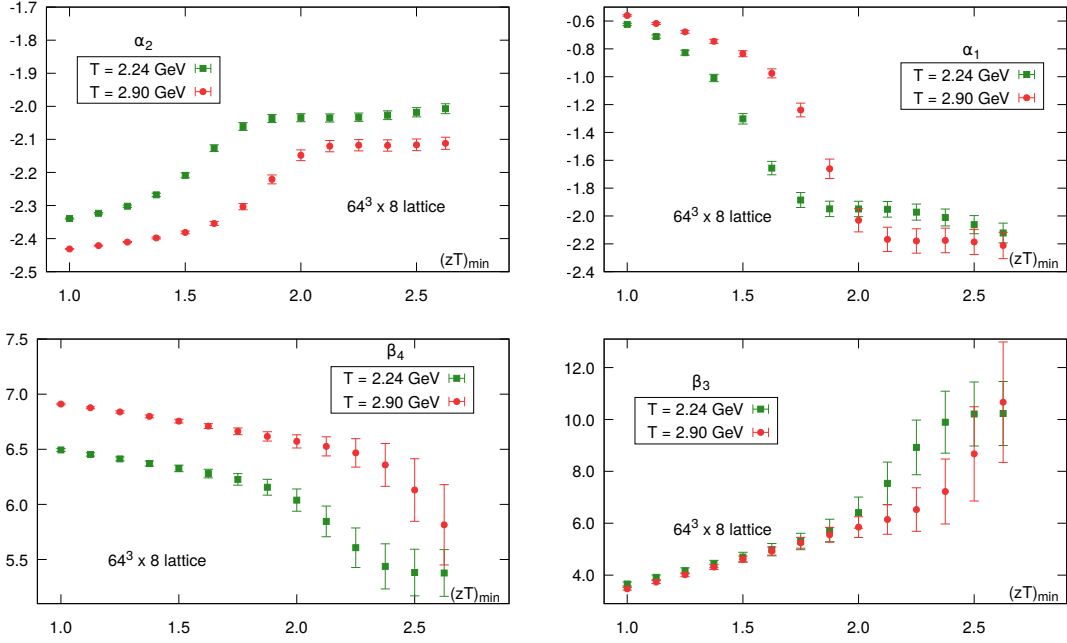 -1.7
-1.8
-1.9
-2.0
-2.1
-2.2
-2.3
-2.4
-2.5
α₂
T = 2.24 GeV
T = 2.90 GeV
64³ x 8 lattice
(zT)min
1.0 1.5 2.0 2.5
-0.6
-0.8
-1.0
-1.2
-1.4
-1.6
-1.8
-2.0
-2.2
-2.4
α₁
T = 2.24 GeV
T = 2.90 GeV
64³ x 8 lattice
(zT)min
1.0 1.5 2.0 2.5
7.5
7.0
6.5
6.0
5.5
β₄
T = 2.24 GeV
T = 2.90 GeV
64³ x 8 lattice
(zT)min
1.0 1.5 2.0 2.5
12.0
10.0
8.0
6.0
4.0
β₃
T = 2.24 GeV
T = 2.90 GeV
64³ x 8 lattice
(zT)min
1.0 1.5 2.0 2.5